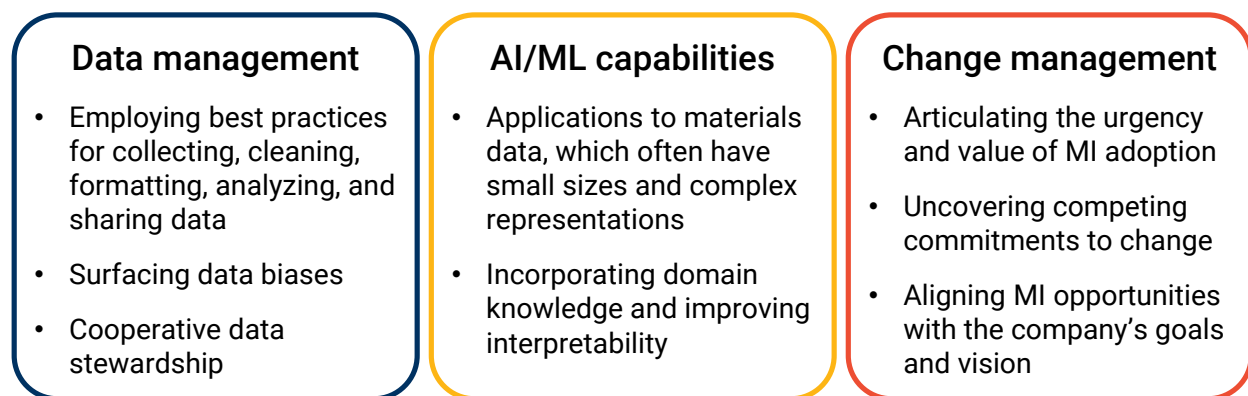 Data management
• Employing best practices
for collecting, cleaning,
formatting, analyzing, and
sharing data
• Surfacing data biases
• Cooperative data
stewardship
AI/ML capabilities
• Applications to materials
data, which often have
small sizes and complex
representations
• Incorporating domain
knowledge and improving
interpretability
Change management
• Articulating the urgency
and value of MI adoption
• Uncovering competing
commitments to change
• Aligning MI opportunities
with the company’s goals
and vision